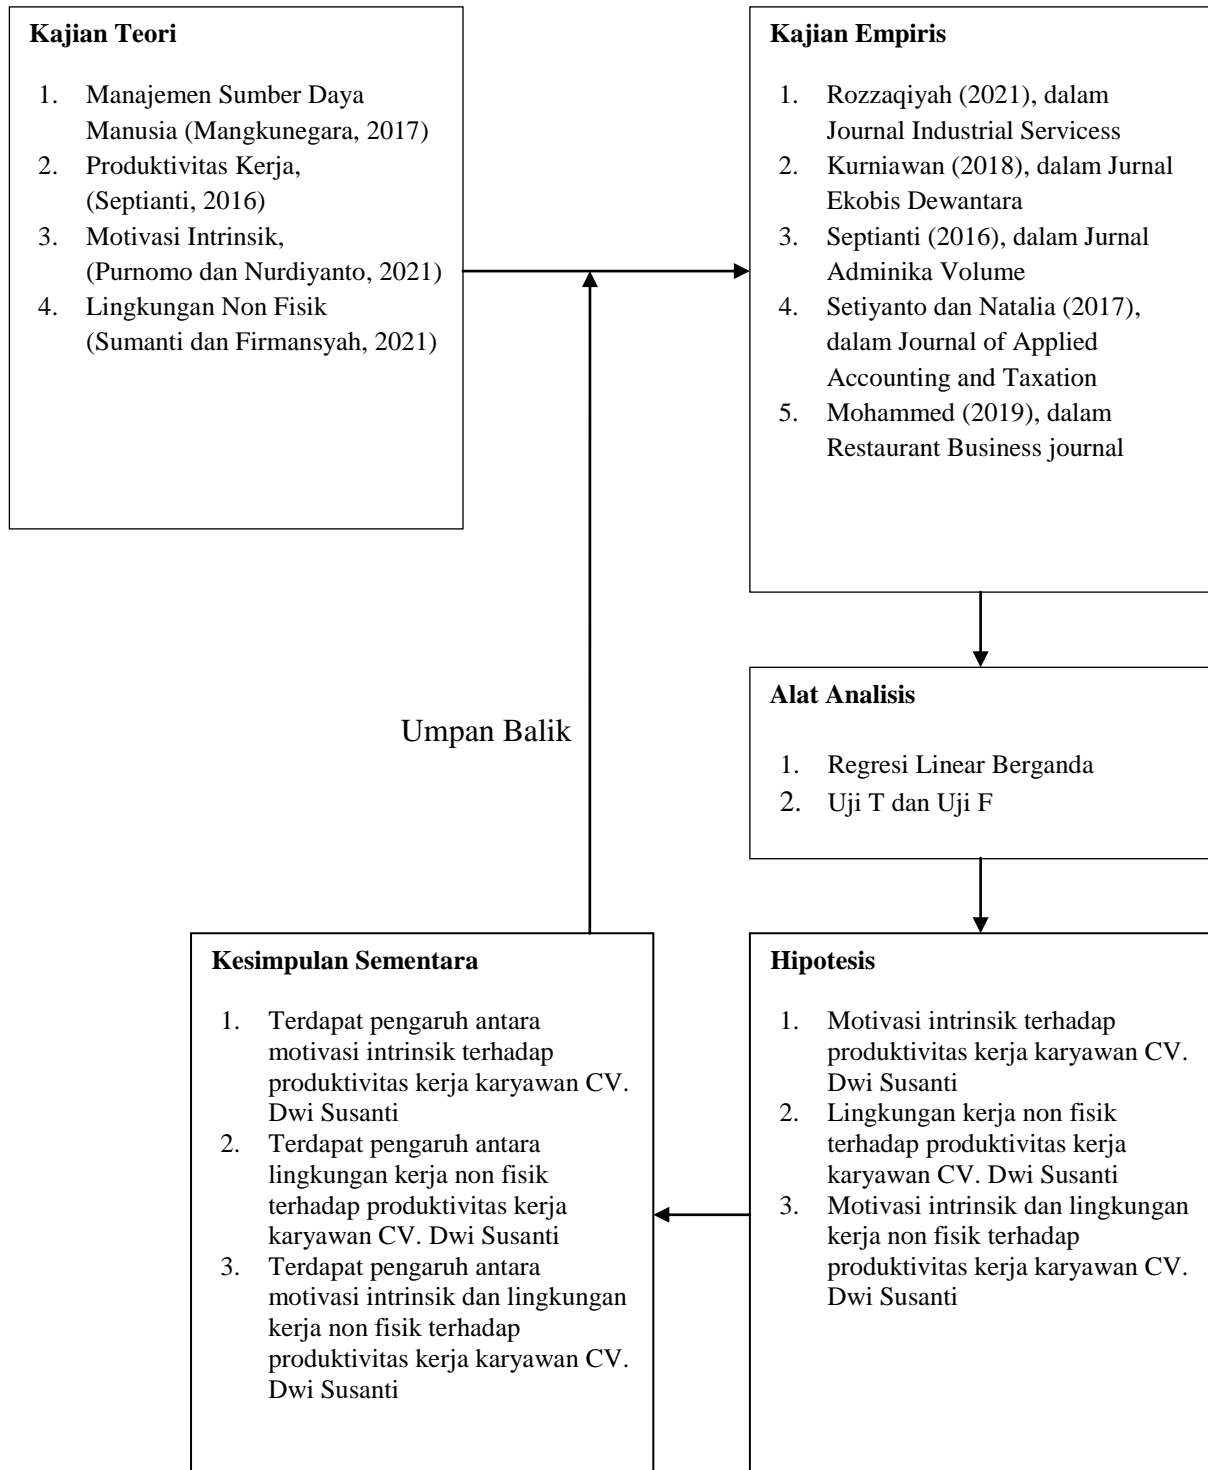 Kajian Teori
1. Manajemen Sumber Daya
Manusia (Mangkunegara, 2017)
2. Produktivitas Kerja,
(Septianti, 2016)
3. Motivasi Intrinsik,
(Purnomo dan Nurdiyanto, 2021)
4. Lingkungan Non Fisik
(Sumanti dan Firmansyah, 2021)
Kajian Empiris
1. Rozzaqiyah (2021), dalam
Journal Industrial Servicess
2. Kurniawan (2018), dalam Jurnal
Ekobis Dewantara
3. Septianti (2016), dalam Jurnal
Adminika Volume
4. Setiyanto dan Natalia (2017),
dalam Journal of Applied
Accounting and Taxation
5. Mohammed (2019), dalam
Restaurant Business journal
Alat Analisis
1. Regresi Linear Berganda
2. Uji T dan Uji F
Umpan Balik
Hipotesis
1. Motivasi intrinsik terhadap
produktivitas kerja karyawan CV.
Dwi Susanti
2. Lingkungan kerja non fisik
terhadap produktivitas kerja
karyawan CV. Dwi Susanti
3. Motivasi intrinsik dan lingkungan
kerja non fisik terhadap
produktivitas kerja karyawan CV.
Dwi Susanti
Kesimpulan Sementara
1. Terdapat pengaruh antara
motivasi intrinsik terhadap
produktivitas kerja karyawan CV.
Dwi Susanti
2. Terdapat pengaruh antara
lingkungan kerja non fisik
terhadap produktivitas kerja
karyawan CV. Dwi Susanti
3. Terdapat pengaruh antara
motivasi intrinsik dan lingkungan
kerja non fisik terhadap
produktivitas kerja karyawan CV.
Dwi Susanti